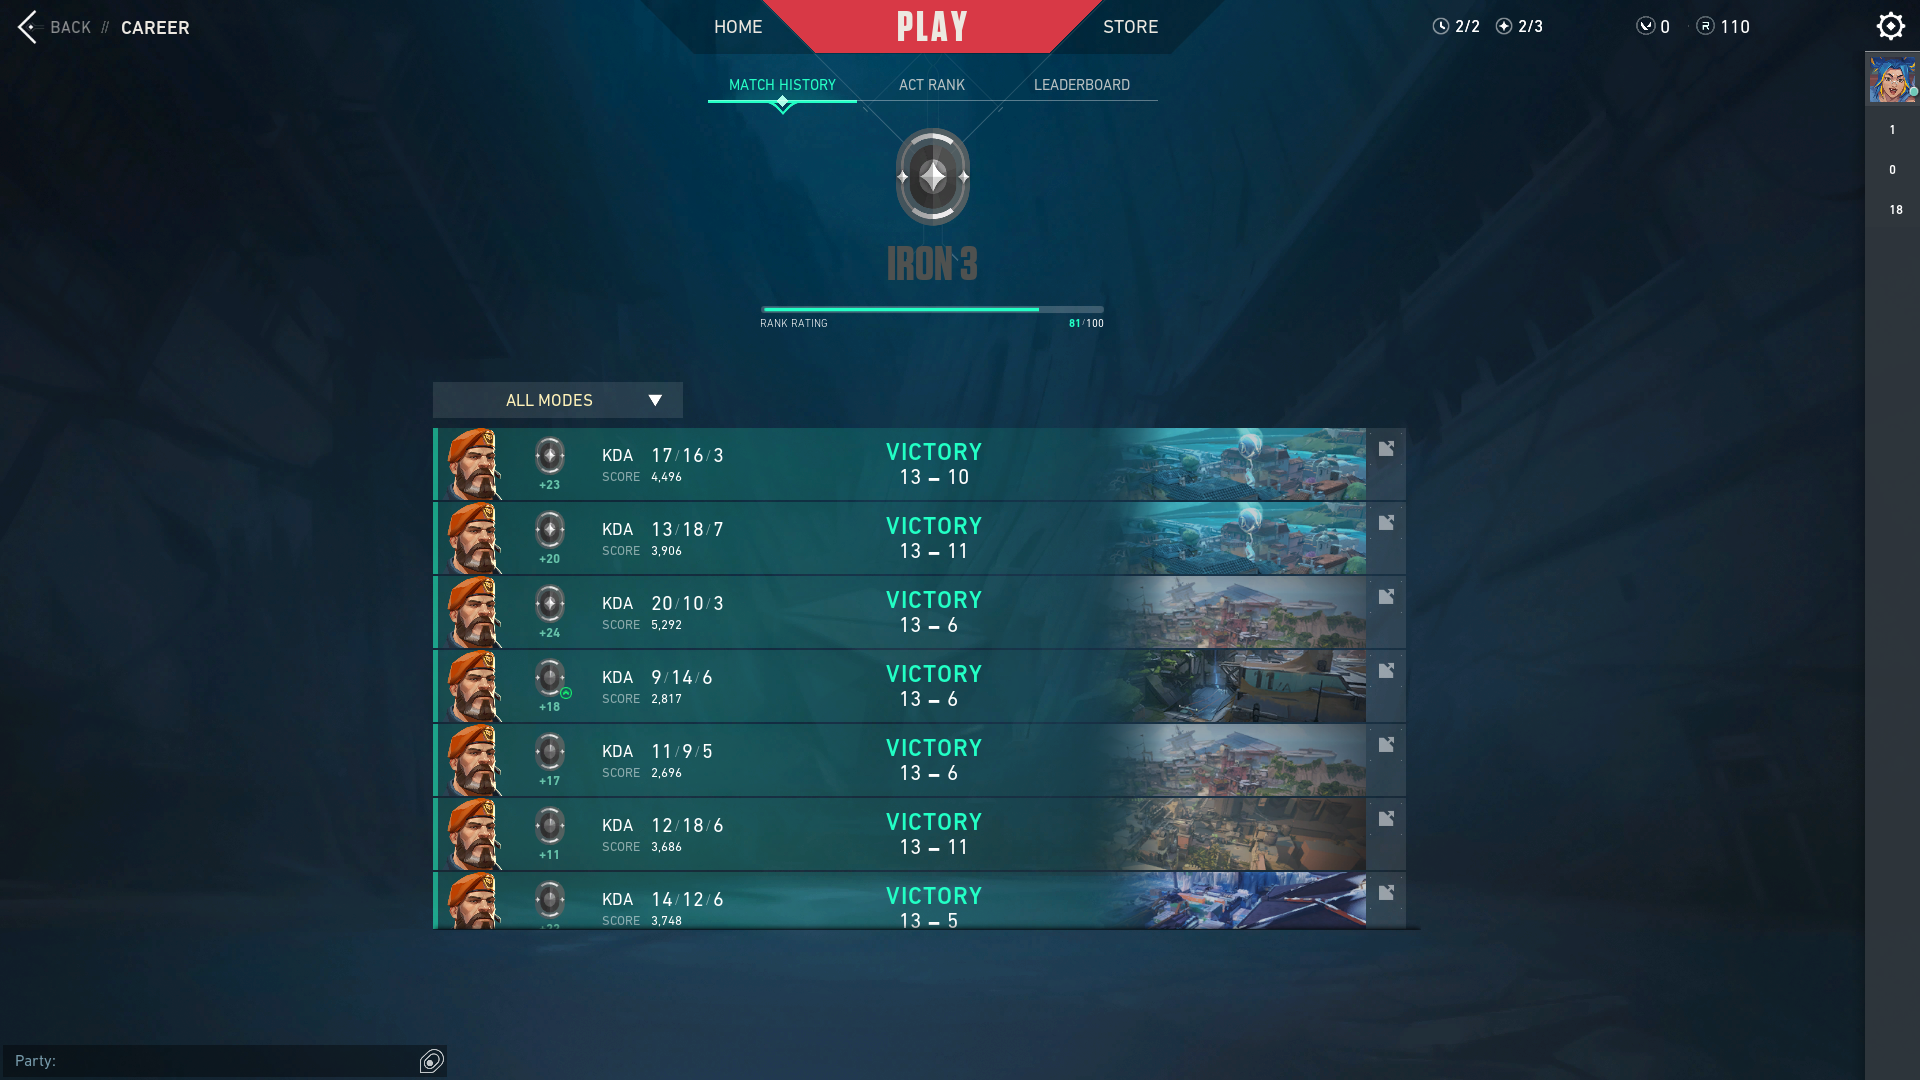 BACK // CAREER
HOME
PLAY
STORE
2/2
2/3
0
R 110
MATCH HISTORY
ACT RANK
LEADERBOARD
1
0
18
IRON 3
RANK RATING
81/100
ALL MODES
+23
KDA 17/16/3
SCORE 4,496
VICTORY
13 – 10
+20
KDA 13/18/7
SCORE 3,906
VICTORY
13 – 11
+24
KDA 20/10/3
SCORE 5,292
VICTORY
13 – 6
+18
KDA 9/14/6
SCORE 2,817
VICTORY
13 – 6
+17
KDA 11/9/5
SCORE 2,696
VICTORY
13 – 6
+11
KDA 12/18/6
SCORE 3,686
VICTORY
13 – 11
KDA 14/12/6
SCORE 3,748
VICTORY
13 – 5
Party: